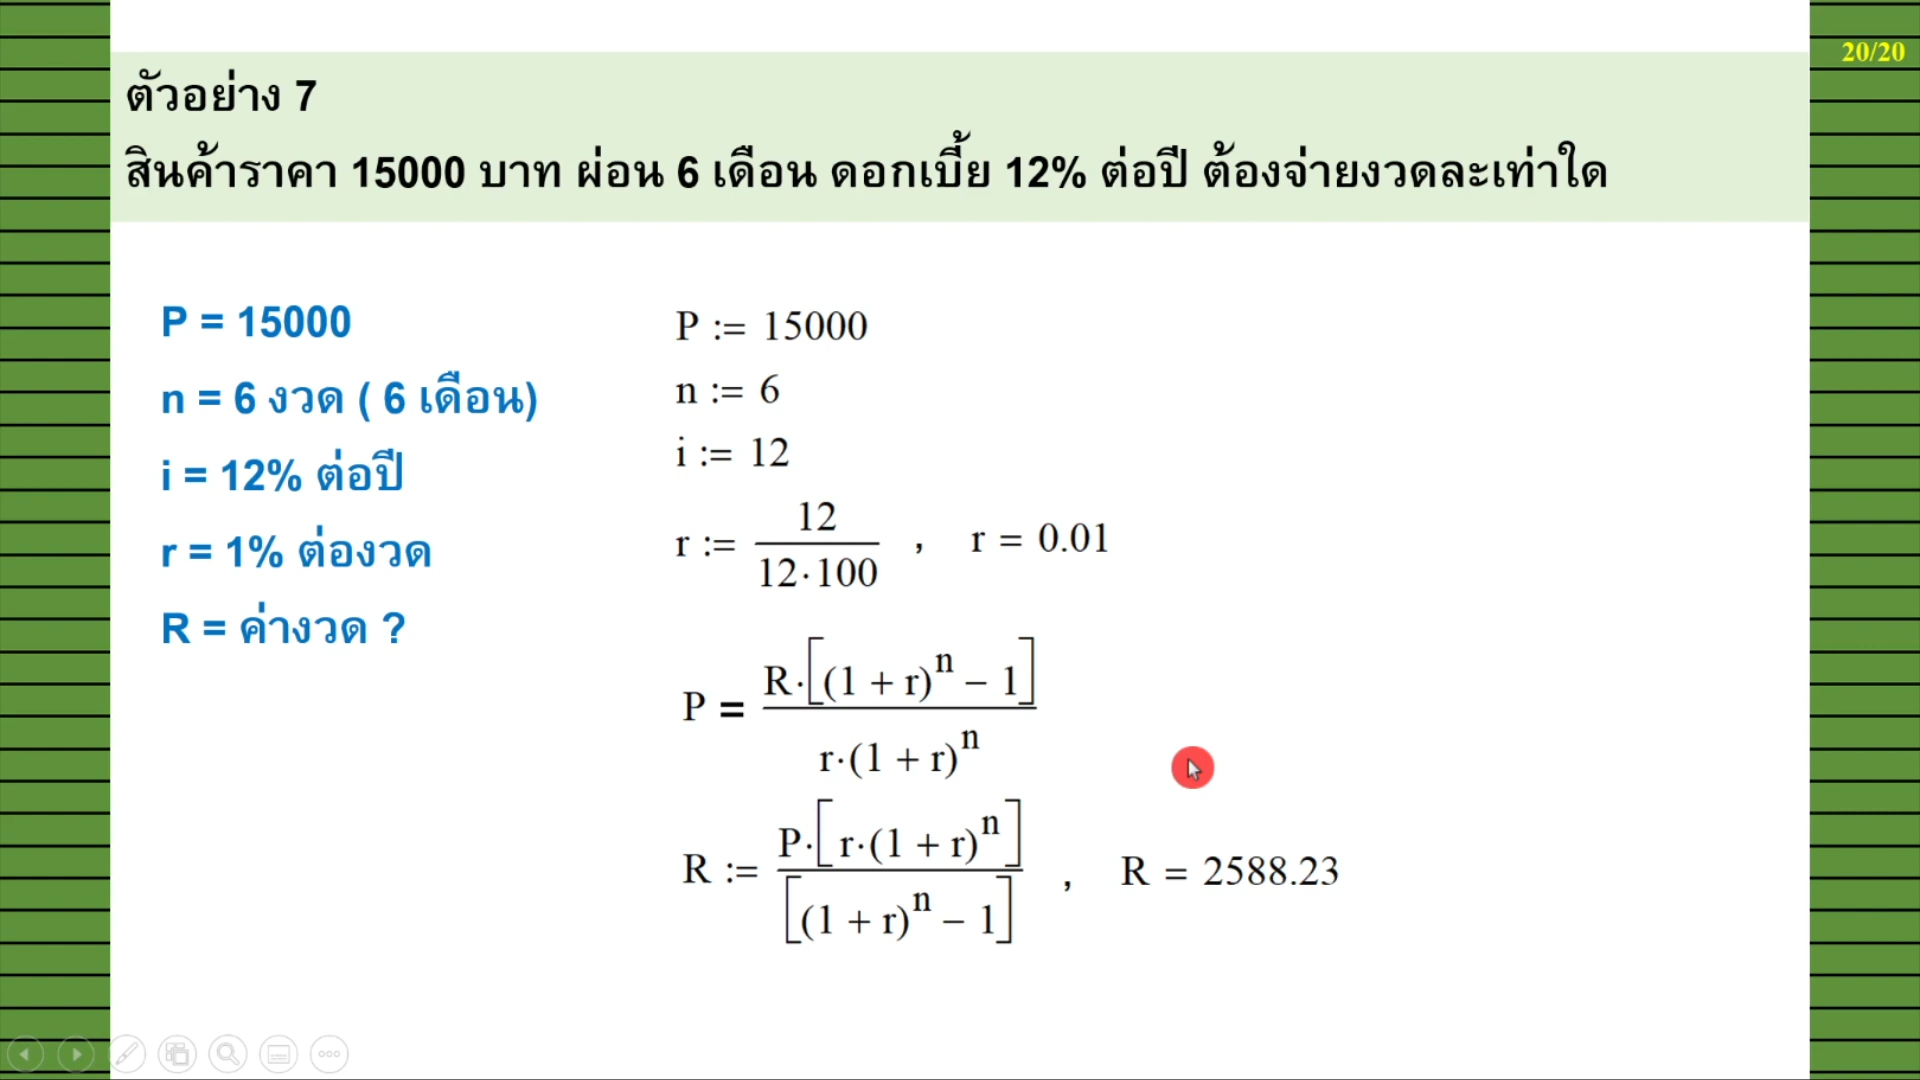 20/20
ตัวอย่าง 7
สินค้าราคา 15000 บาท ผ่อน 6 เดือน ดอกเบี้ย 12% ต่อปี ต้องจ่ายงวดละเท่าใด
P = 15000
n = 6 งวด ( 6 เดือน)
i = 12% ต่อปี
r = 1% ต่องวด
R = ค่างวด ?
P := 15000
n := 6
i := 12
r := 12 / (12·100) , r = 0.01
P = R·[(1 + r)^n − 1] / r·(1 + r)^n
R := P·[r·(1 + r)^n] / [(1 + r)^n − 1] , R = 2588.23